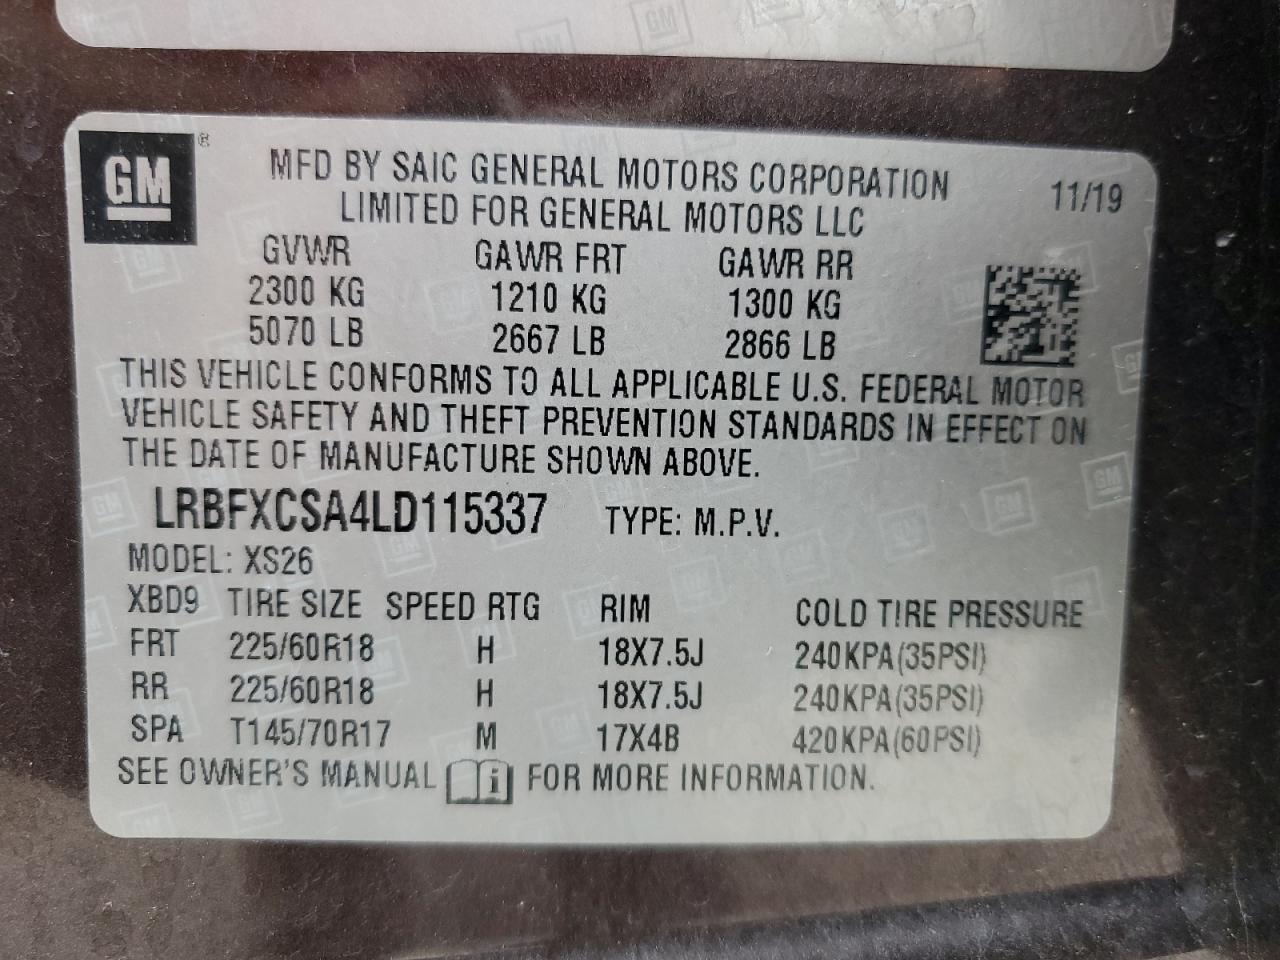 GM ®
MFD BY SAIC GENERAL MOTORS CORPORATION
LIMITED FOR GENERAL MOTORS LLC
11/19
GVWR GAWR FRT GAWR RR
2300 KG 1210 KG 1300 KG
5070 LB 2667 LB 2866 LB
THIS VEHICLE CONFORMS TO ALL APPLICABLE U.S. FEDERAL MOTOR
VEHICLE SAFETY AND THEFT PREVENTION STANDARDS IN EFFECT ON
THE DATE OF MANUFACTURE SHOWN ABOVE.
LRBFXCSA4LD115337 TYPE: M.P.V.
MODEL: XS26
XBD9 TIRE SIZE SPEED RTG RIM COLD TIRE PRESSURE
FRT 225/60R18 H 18X7.5J 240KPA(35PSI)
RR 225/60R18 H 18X7.5J 240KPA(35PSI)
SPA T145/70R17 M 17X4B 420KPA(60PSI)
SEE OWNER'S MANUAL i FOR MORE INFORMATION.